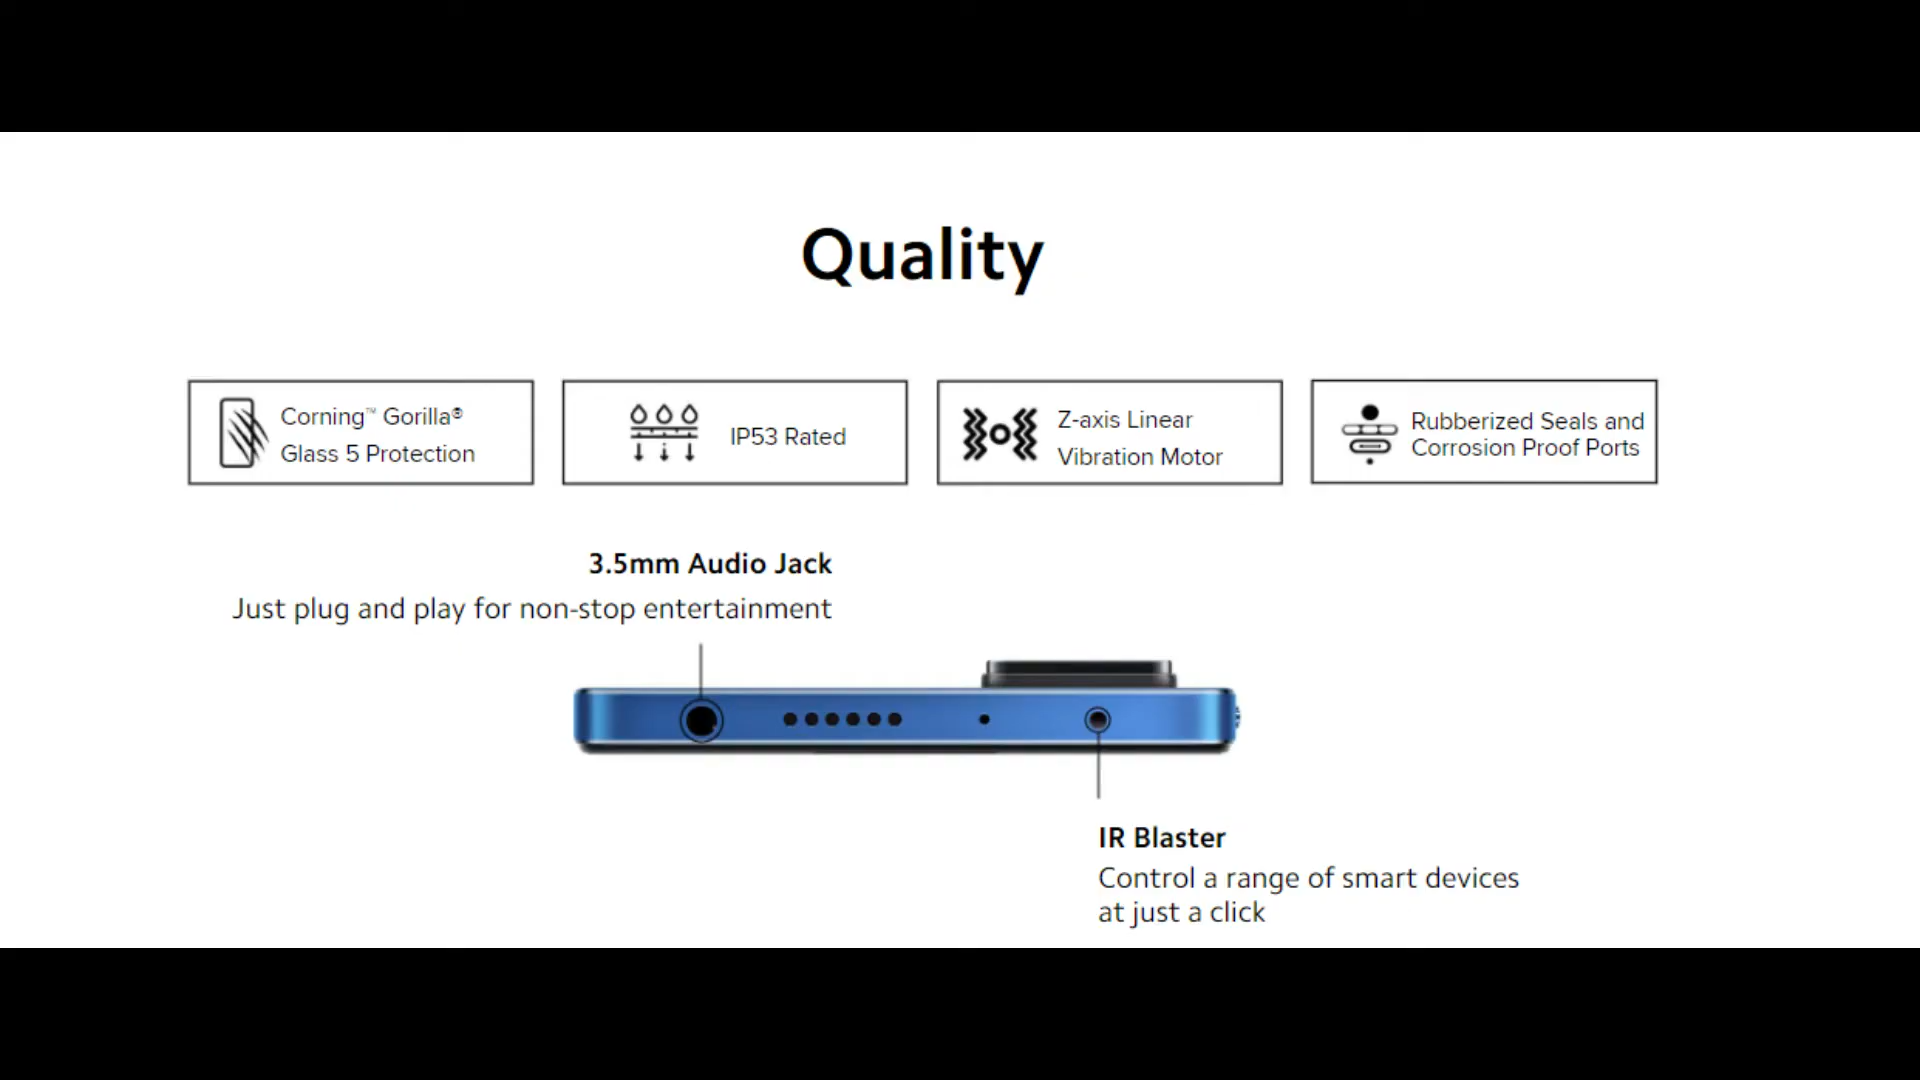 Quality
Corning™ Gorilla®
Glass 5 Protection
IP53 Rated
Z-axis Linear
Vibration Motor
Rubberized Seals and
Corrosion Proof Ports
3.5mm Audio Jack
Just plug and play for non-stop entertainment
IR Blaster
Control a range of smart devices
at just a click